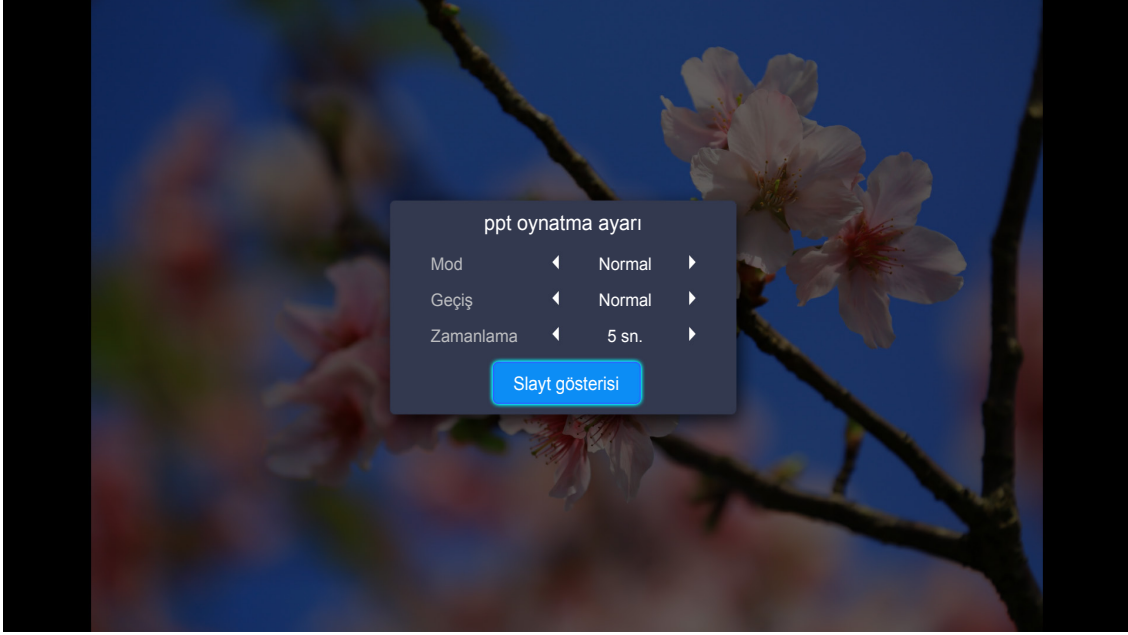 ppt oynatma ayarı
Mod Normal
Geçiş Normal
Zamanlama 5 sn.
Slayt gösterisi